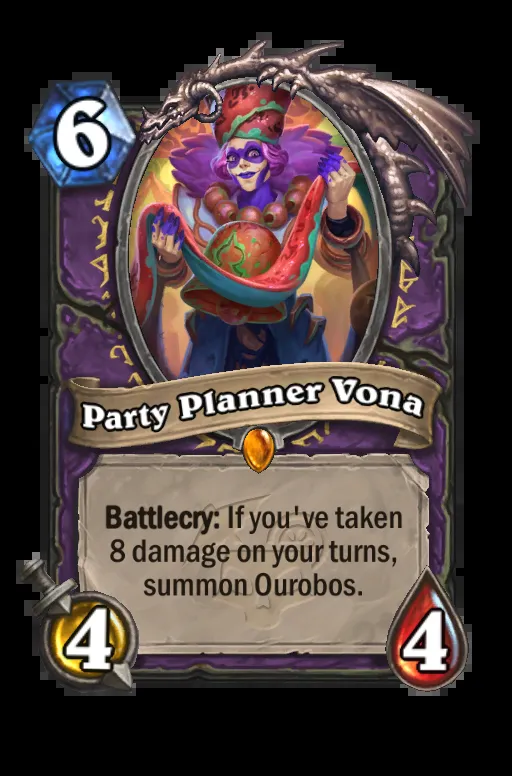 6
Party Planner Vona
Battlecry: If you've taken
8 damage on your turns,
summon Ourobos.
4
4